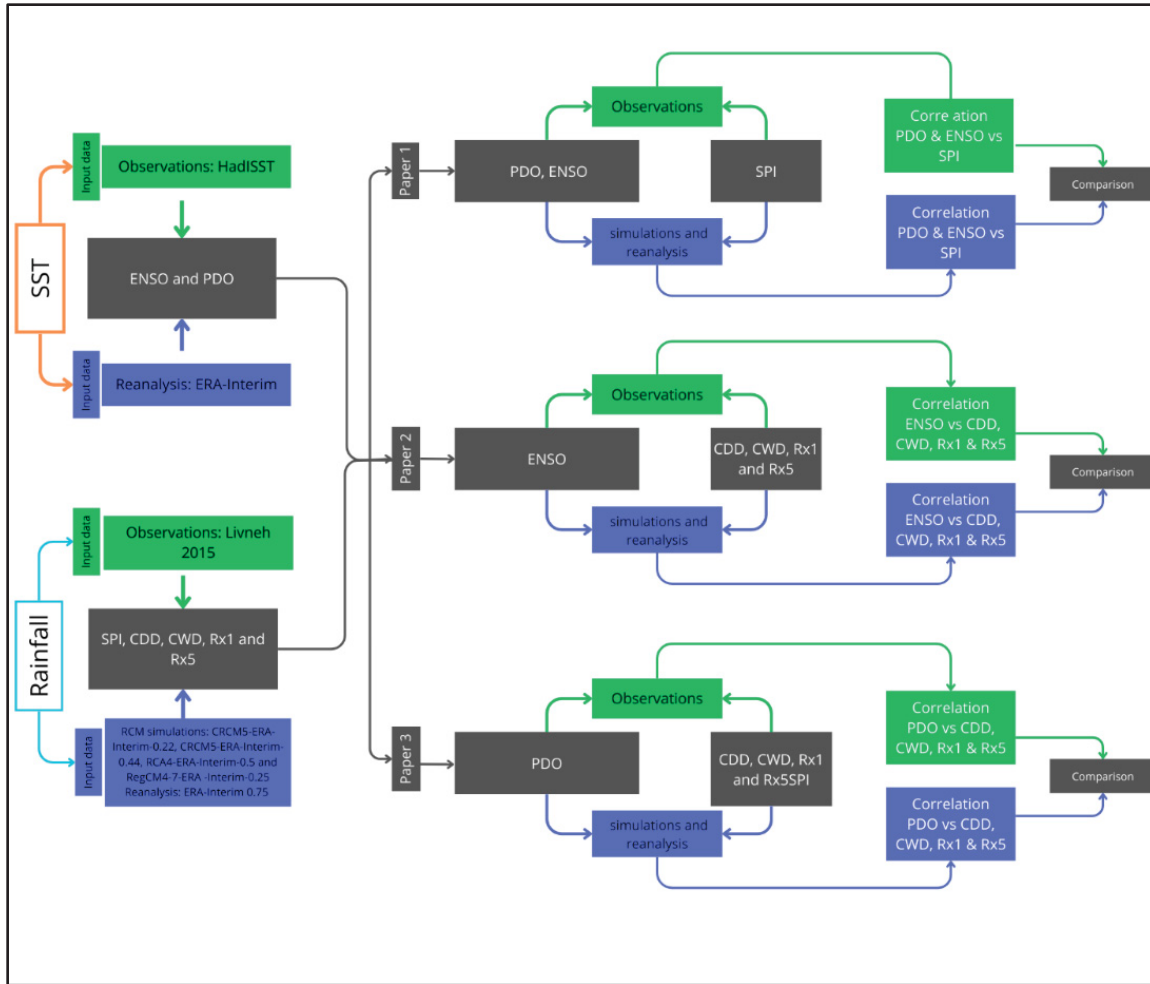 SST
Input data
Observations: HadISST
ENSO and PDO
Input data
Reanalysis: ERA-Interim
Rainfall
Input data
Observations: Livneh
2015
SPI, CDD, CWD, Rx1 and
Rx5
Input data
RCM simulations: CRCM5-ERA-
Interim-0.22, CRCM5-ERA-Interim-
0.44, RCA4-ERA-Interim-0.5 and
RegCM4-7-ERA -Interim-0.25
Reanalysis: ERA-Interim 0.75
Paper 1
PDO, ENSO
Observations
SPI
simulations and
reanalysis
Corre ation
PDO & ENSO vs
SPI
Correlation
PDO & ENSO vs
SPI
Comparison
Paper 2
ENSO
Observations
CDD, CWD, Rx1
and Rx5
simulations and
reanalysis
Correlation
ENSO vs CDD,
CWD, Rx1 & Rx5
Correlation
ENSO vs CDD,
CWD, Rx1 & Rx5
Comparison
Paper 3
PDO
Observations
CDD, CWD, Rx1
and Rx5SPI
simulations and
reanalysis
Correlation
PDO vs CDD,
CWD, Rx1 & Rx5
Correlation
PDO vs CDD,
CWD, Rx1 & Rx5
Comparison